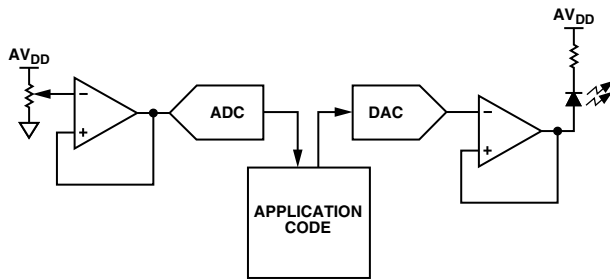 AVDD
ADC
DAC
AVDD
APPLICATION
CODE
−
+
−
+